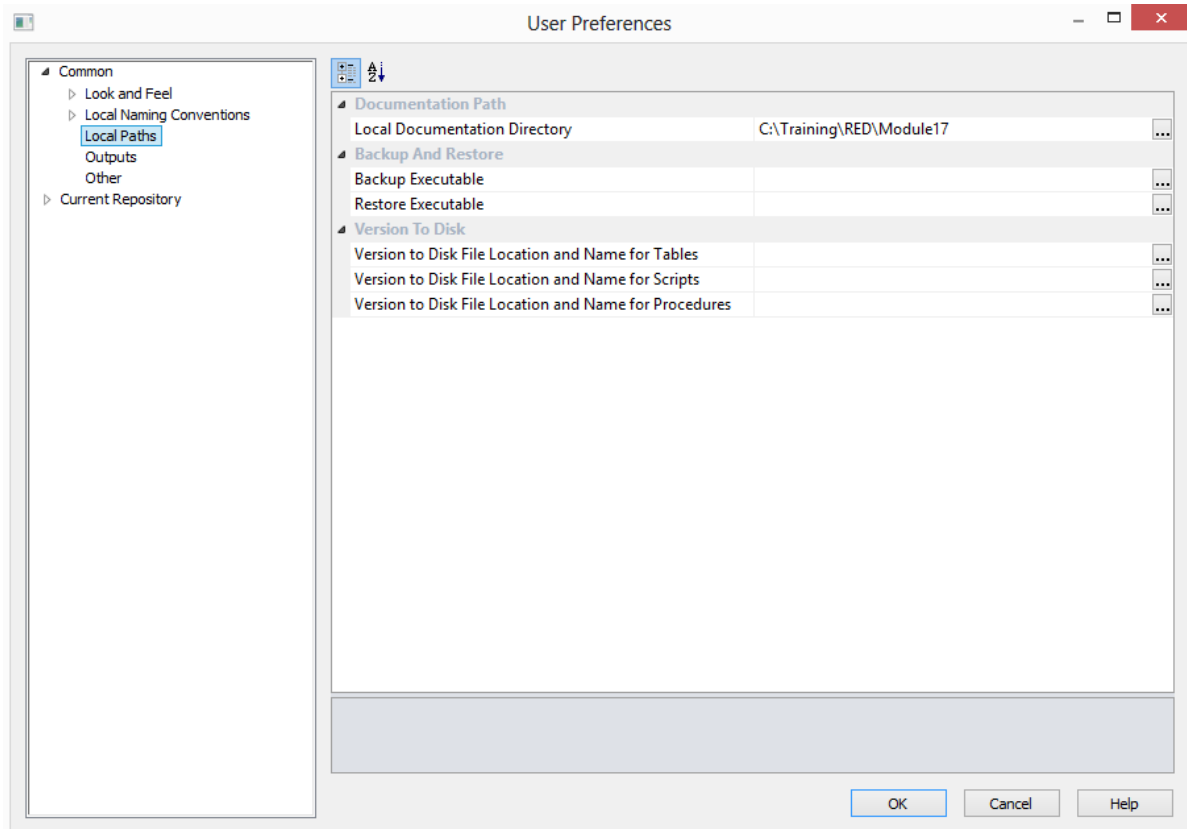 User Preferences
Common
Look and Feel
Local Naming Conventions
Local Paths
Outputs
Other
Current Repository
Documentation Path
Local Documentation Directory C:\Training\RED\Module17 ...
Backup And Restore
Backup Executable ...
Restore Executable ...
Version To Disk
Version to Disk File Location and Name for Tables ...
Version to Disk File Location and Name for Scripts ...
Version to Disk File Location and Name for Procedures ...
OK Cancel Help